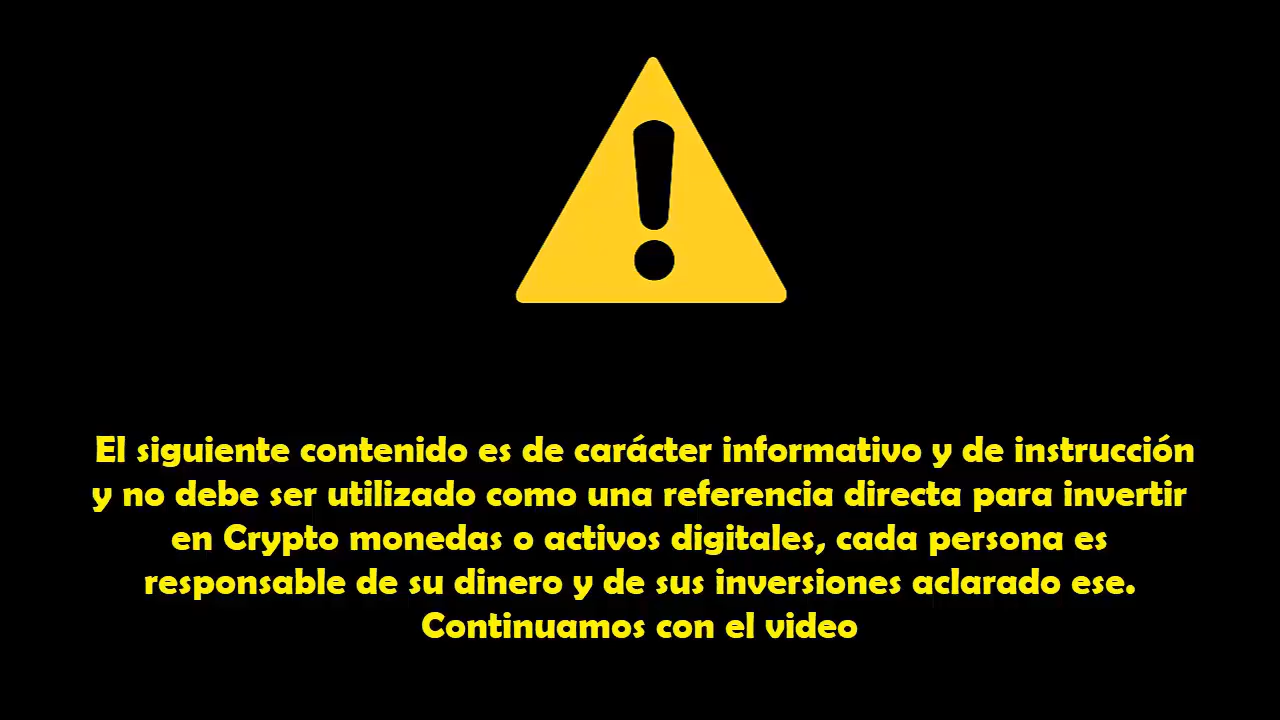 El siguiente contenido es de carácter informativo y de instrucción
y no debe ser utilizado como una referencia directa para invertir
en Crypto monedas o activos digitales, cada persona es
responsable de su dinero y de sus inversiones aclarado ese.
Continuamos con el video